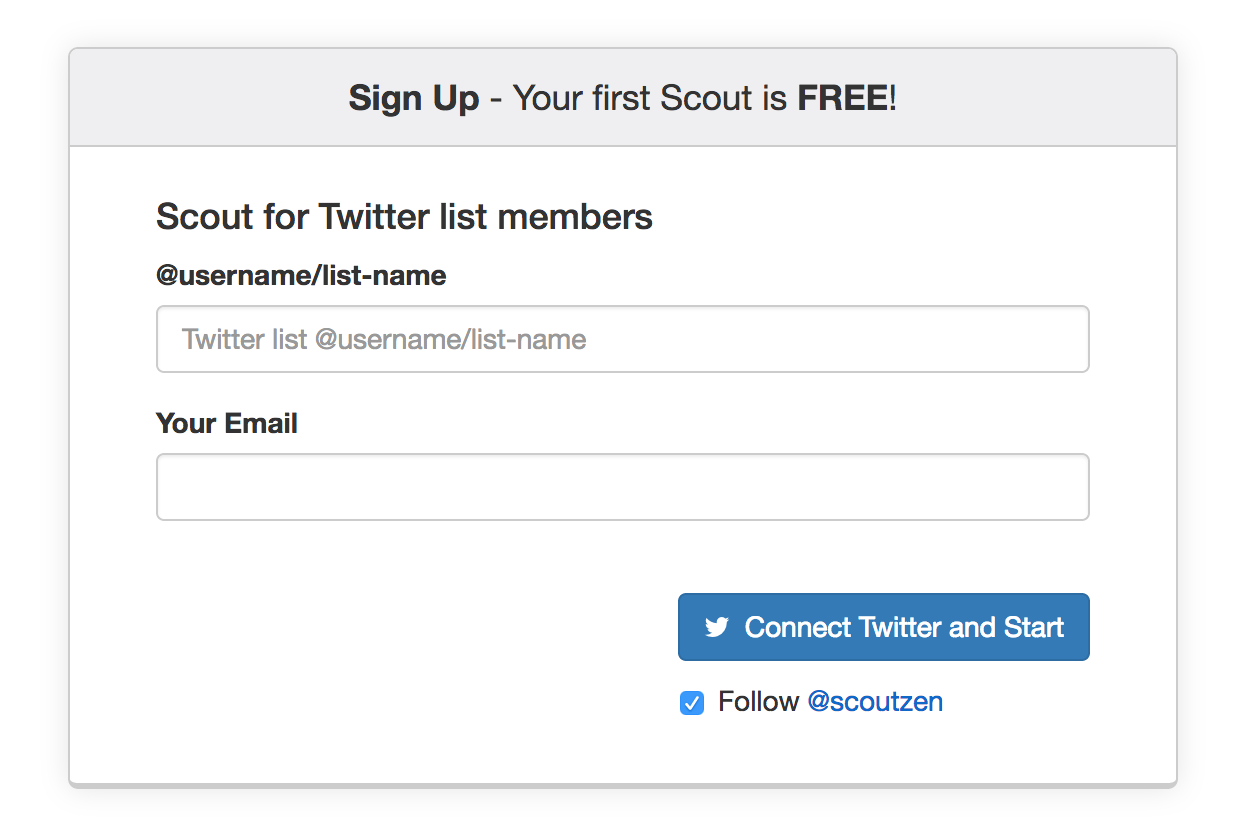 Sign Up - Your first Scout is FREE!
Scout for Twitter list members
@username/list-name
Twitter list @username/list-name
Your Email
Connect Twitter and Start
Follow @scoutzen